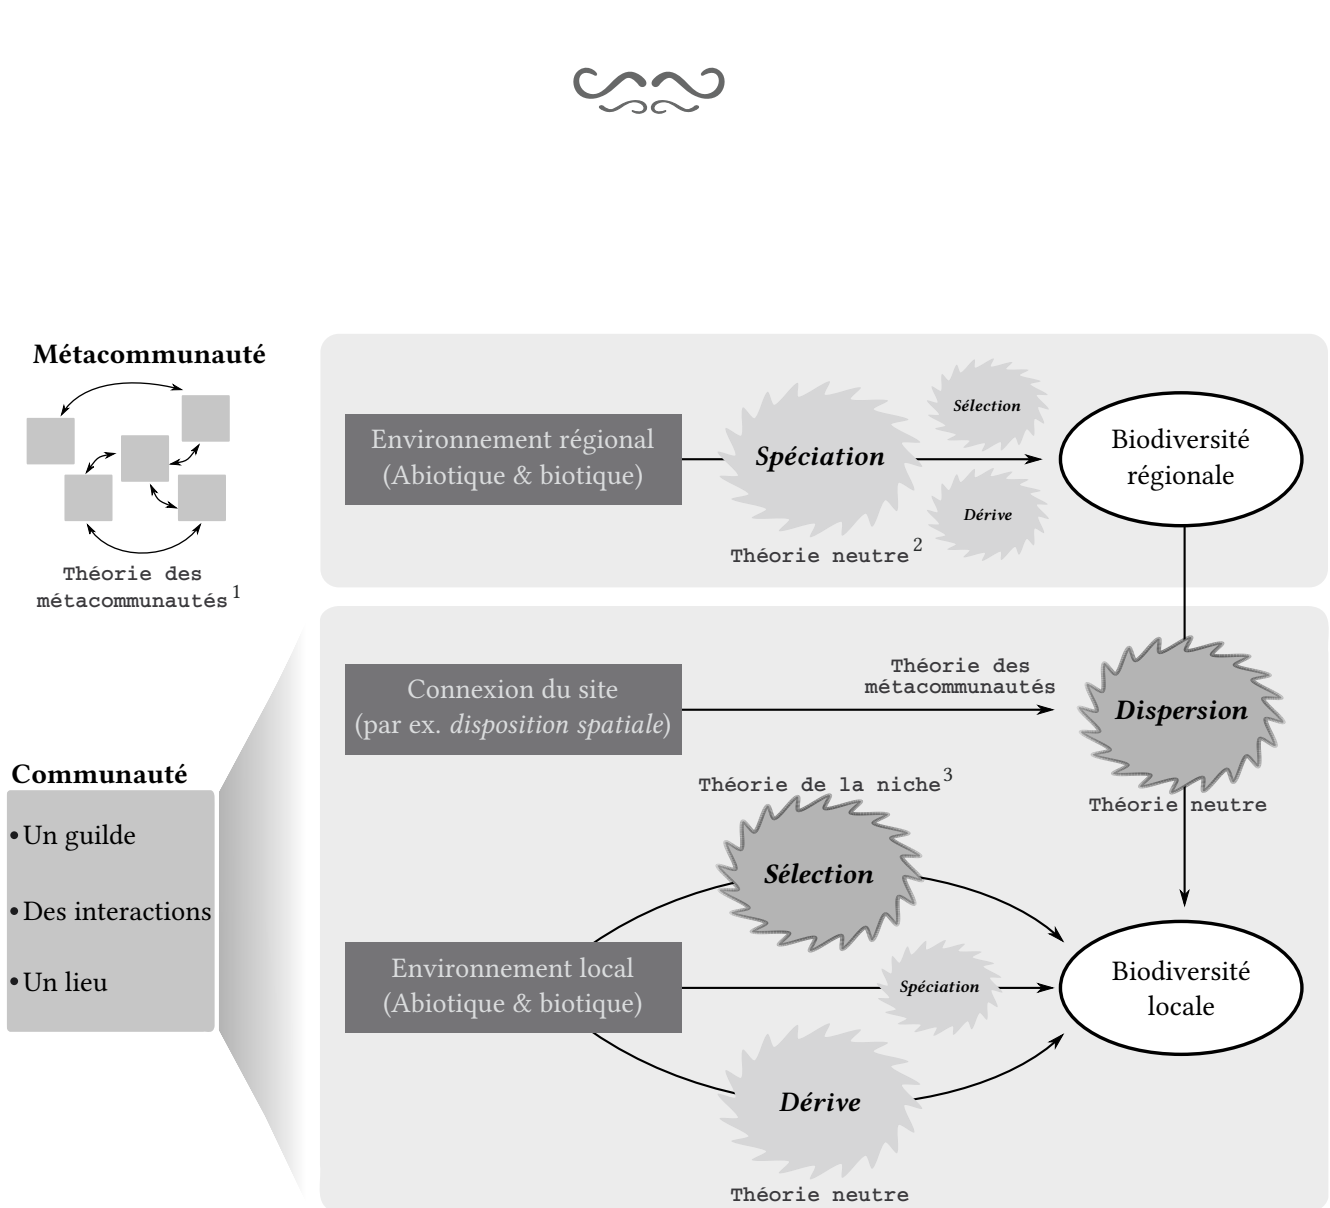 Métacommunauté
Théorie des
métacommunautés1
Environnement régional
(Abiotique & biotique)
Spéciation
Théorie neutre2
Sélection
Dérive
Biodiversité
régionale
Communauté
•Un guilde
•Des interactions
•Un lieu
Connexion du site
(par ex. disposition spatiale)
Théorie des
métacommunautés
Dispersion
Théorie neutre
Théorie de la niche3
Sélection
Environnement local
(Abiotique & biotique)
Spéciation
Biodiversité
locale
Dérive
Théorie neutre